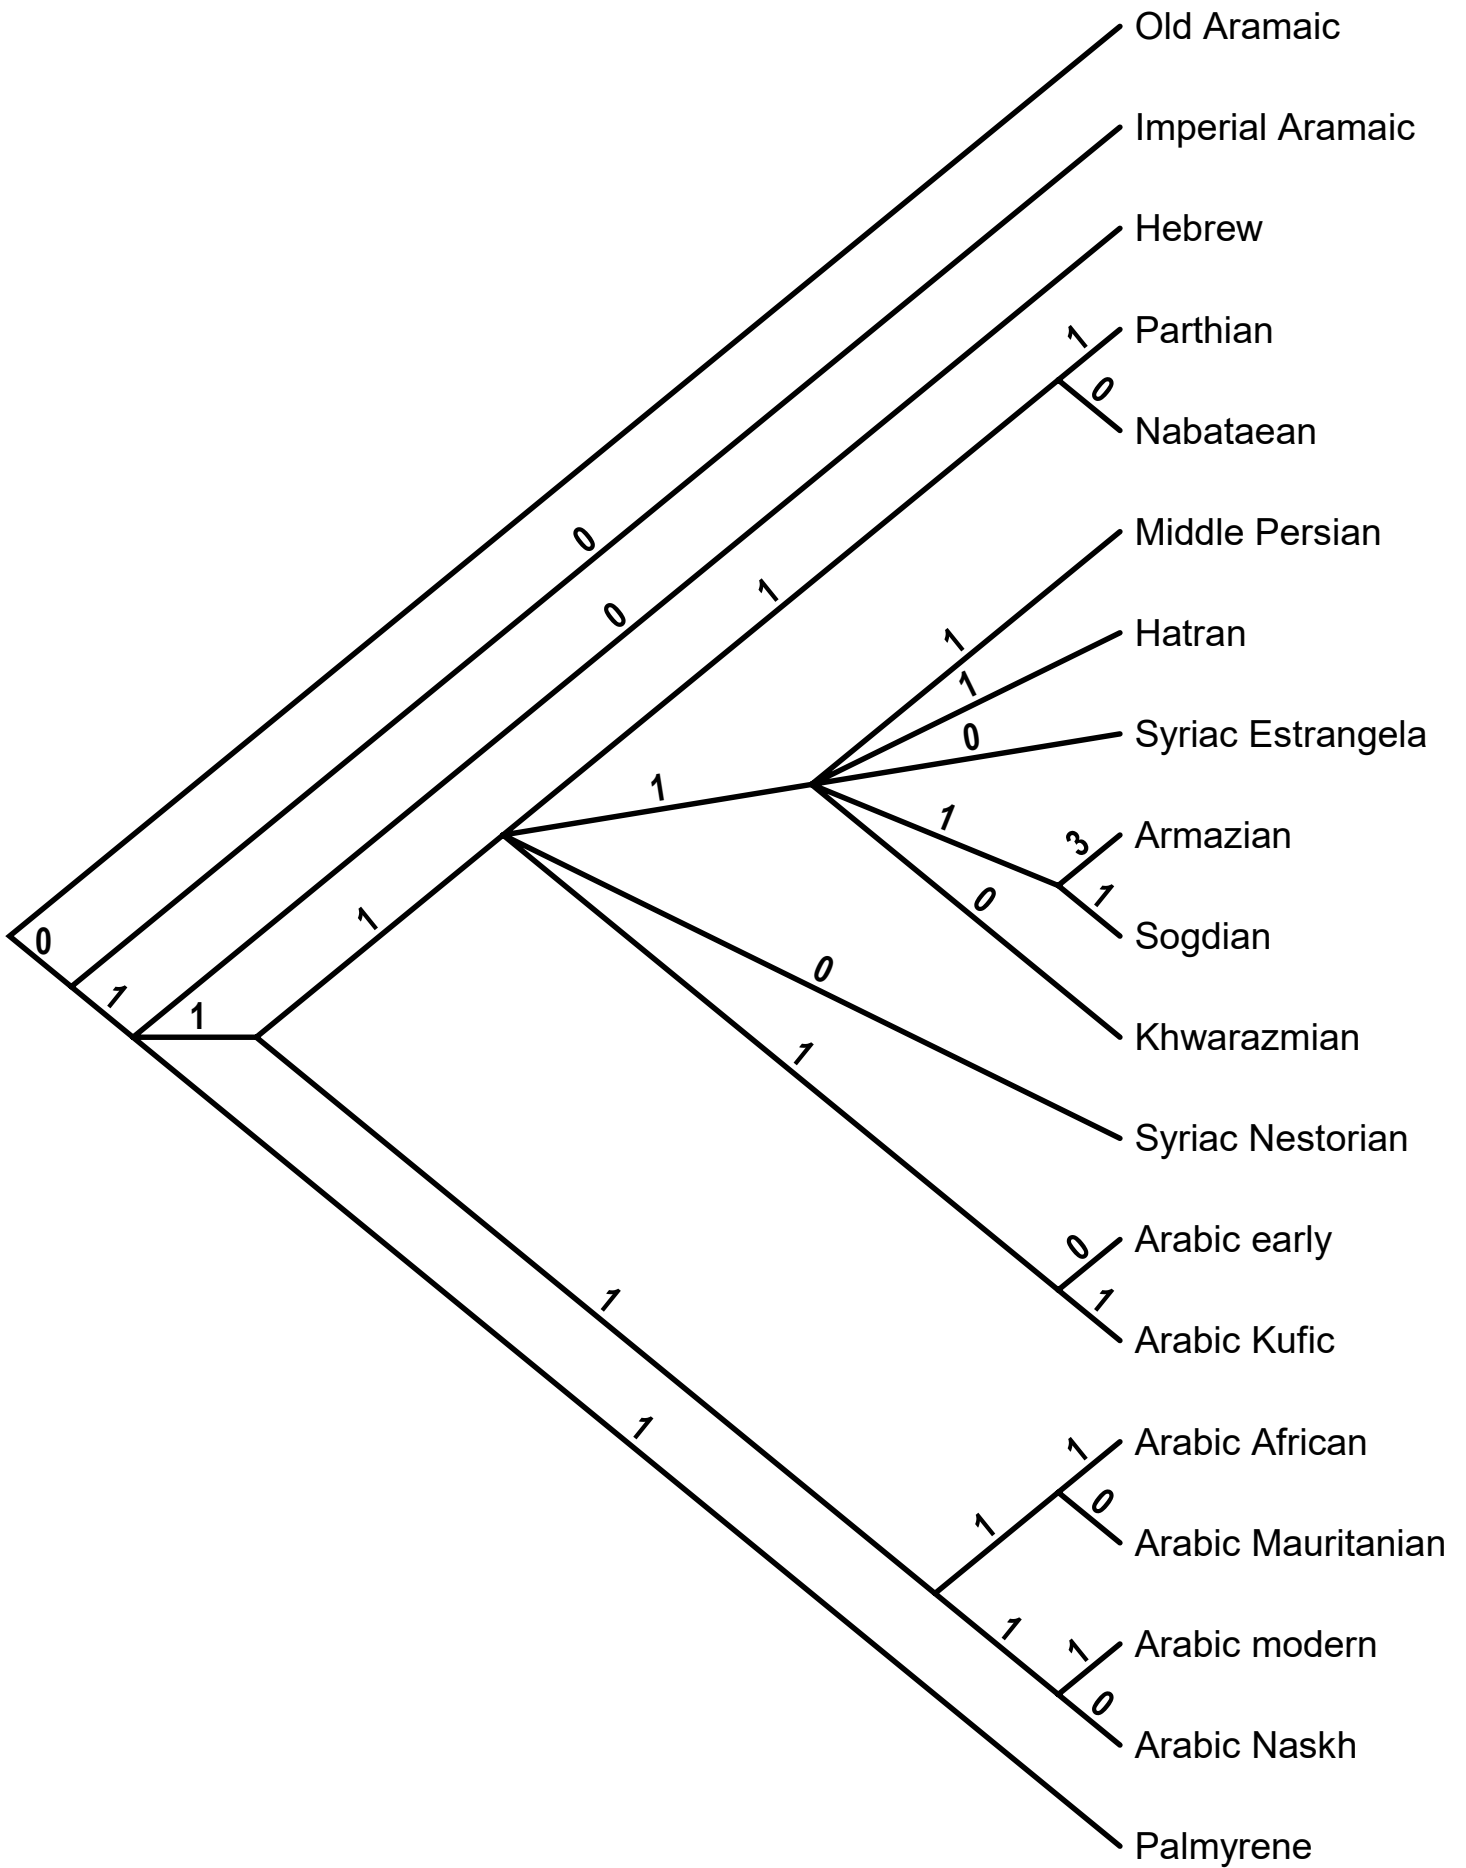 Old Aramaic
Imperial Aramaic
Hebrew
1 Parthian
0
Nabataean
0
Middle Persian
1
0
1
Hatran
1
0 Syriac Estrangela
1
1
3 Armazian
0
1
1
0
Sogdian
0
1
1
Khwarazmian
1
Syriac Nestorian
0 Arabic early
1
1
Arabic Kufic
1
1 Arabic African
0
1
Arabic Mauritanian
1
1 Arabic modern
0
Arabic Naskh
Palmyrene